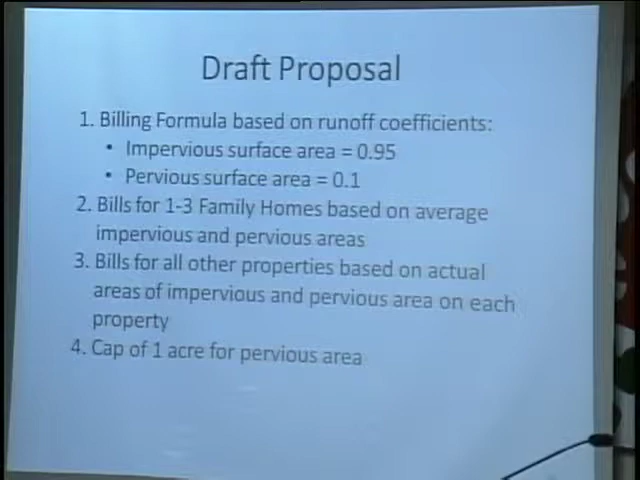 Draft Proposal
1. Billing Formula based on runoff coefficients:
• Impervious surface area = 0.95
• Pervious surface area = 0.1
2. Bills for 1-3 Family Homes based on average
impervious and pervious areas
3. Bills for all other properties based on actual
areas of impervious and pervious area on each
property
4. Cap of 1 acre for pervious area